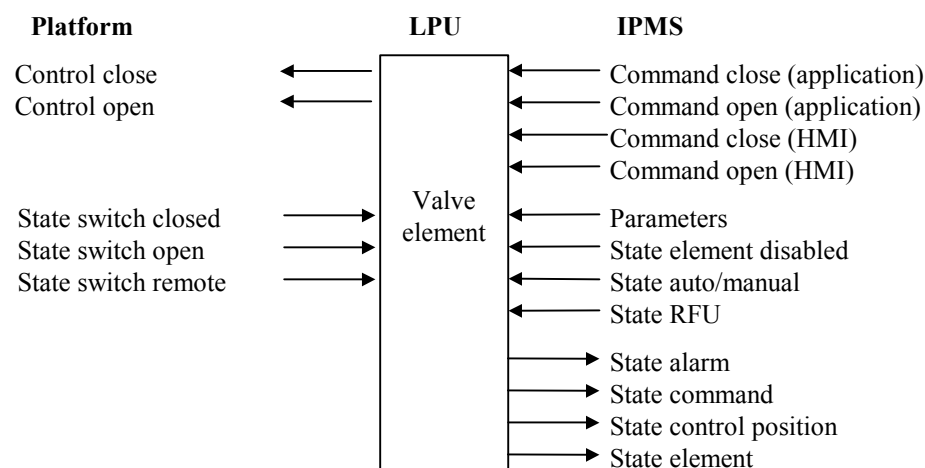 Platform
LPU
IPMS
Control close
Control open
Command close (application)
Command open (application)
Command close (HMI)
Command open (HMI)
Valve
element
State switch closed
State switch open
State switch remote
Parameters
State element disabled
State auto/manual
State RFU
State alarm
State command
State control position
State element